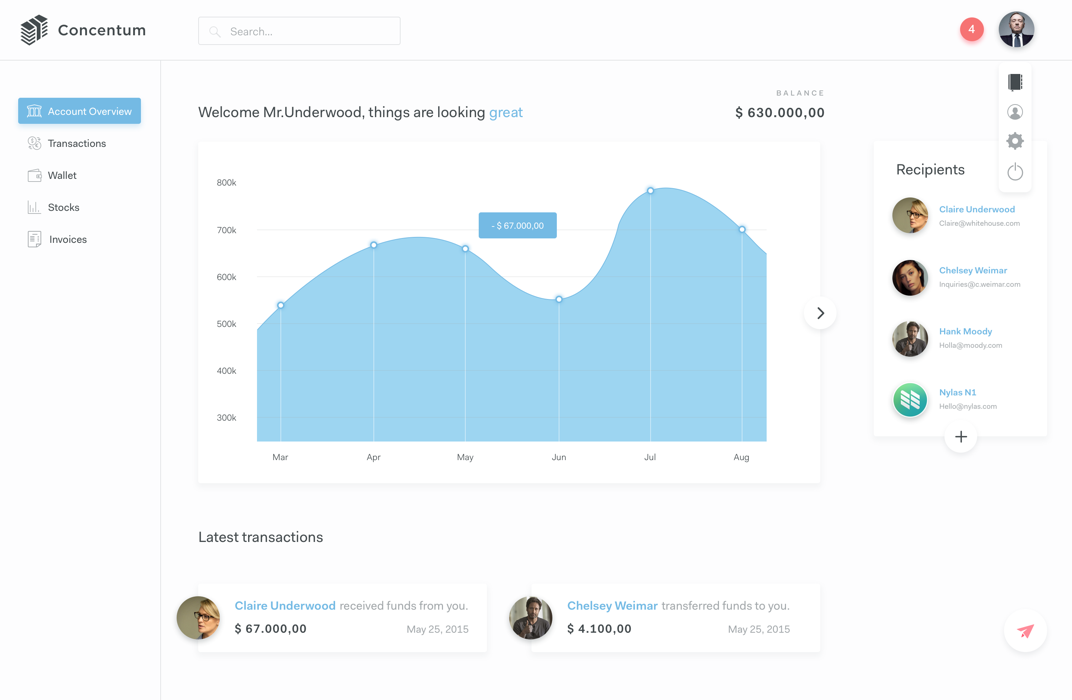 Concentum
Search...
4
Account Overview
Transactions
Wallet
Stocks
Invoices
Welcome Mr.Underwood, things are looking great
BALANCE
$ 630.000,00
800k
700k
600k
500k
400k
300k
- $ 67.000,00
Mar Apr May Jun Jul Aug
Recipients
Claire Underwood
Claire@whitehouse.com
Chelsey Weimar
Inquiries@c.weimar.com
Hank Moody
Holla@moody.com
Nylas N1
Hello@nylas.com
Latest transactions
Claire Underwood received funds from you.
$ 67.000,00 May 25, 2015
Chelsey Weimar transferred funds to you.
$ 4.100,00 May 25, 2015